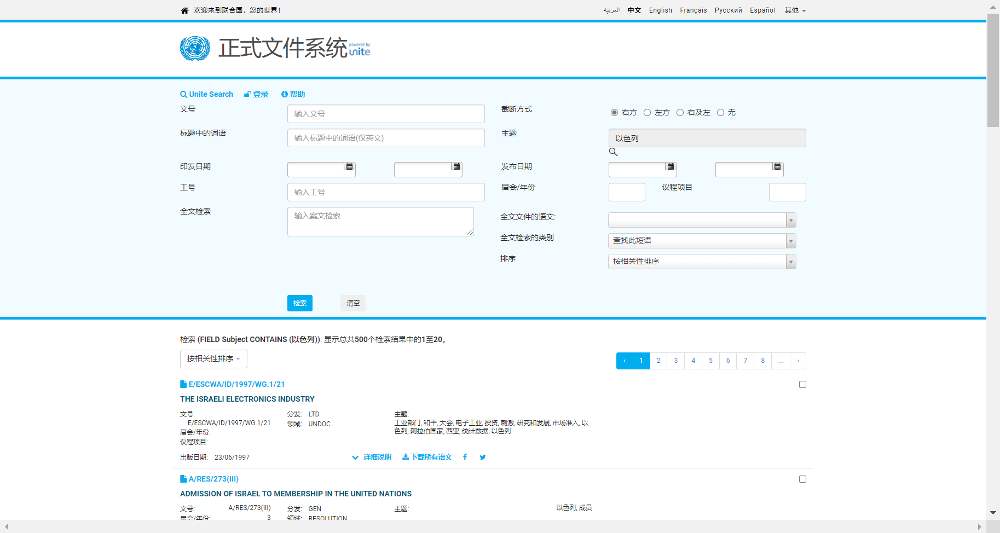 欢迎来到联合国，您的世界！
العربية 中文 English Français Русский Español 其他
正式文件系统 powered by unite
Unite Search 登录 帮助
文号 输入文号 截断方式 右方 左方 右及左 无
标题中的词语 输入标题中的词语(仅英文) 主题 以色列
印发日期 发布日期
工号 输入工号 届会/年份 议程项目
全文检索 输入案文检索 全文文件的语文:
全文检索的类别 查找此短语
排序 按相关性排序
检索 清空
检索 (FIELD Subject CONTAINS (以色列)): 显示总共500个检索结果中的1至20。
按相关性排序 ‹ 1 2 3 4 5 6 7 8 ... ›
E/ESCWA/ID/1997/WG.1/21
THE ISRAELI ELECTRONICS INDUSTRY
文号: 分发: LTD 主题:
E/ESCWA/ID/1997/WG.1/21 领域: UNDOC 工业部门, 和平, 大会, 电子工业, 投资, 刺激, 研究和发展, 市场准入, 以
届会/年份: 色列, 阿拉伯国家, 西亚, 统计数据, 以色列
议程项目:
出版日期: 23/06/1997 详细说明 下载所有语文
A/RES/273(III)
ADMISSION OF ISRAEL TO MEMBERSHIP IN THE UNITED NATIONS
文号: A/RES/273(III) 分发: GEN 主题: 以色列, 成员
届会/年份: 3 领域: RESOLUTION